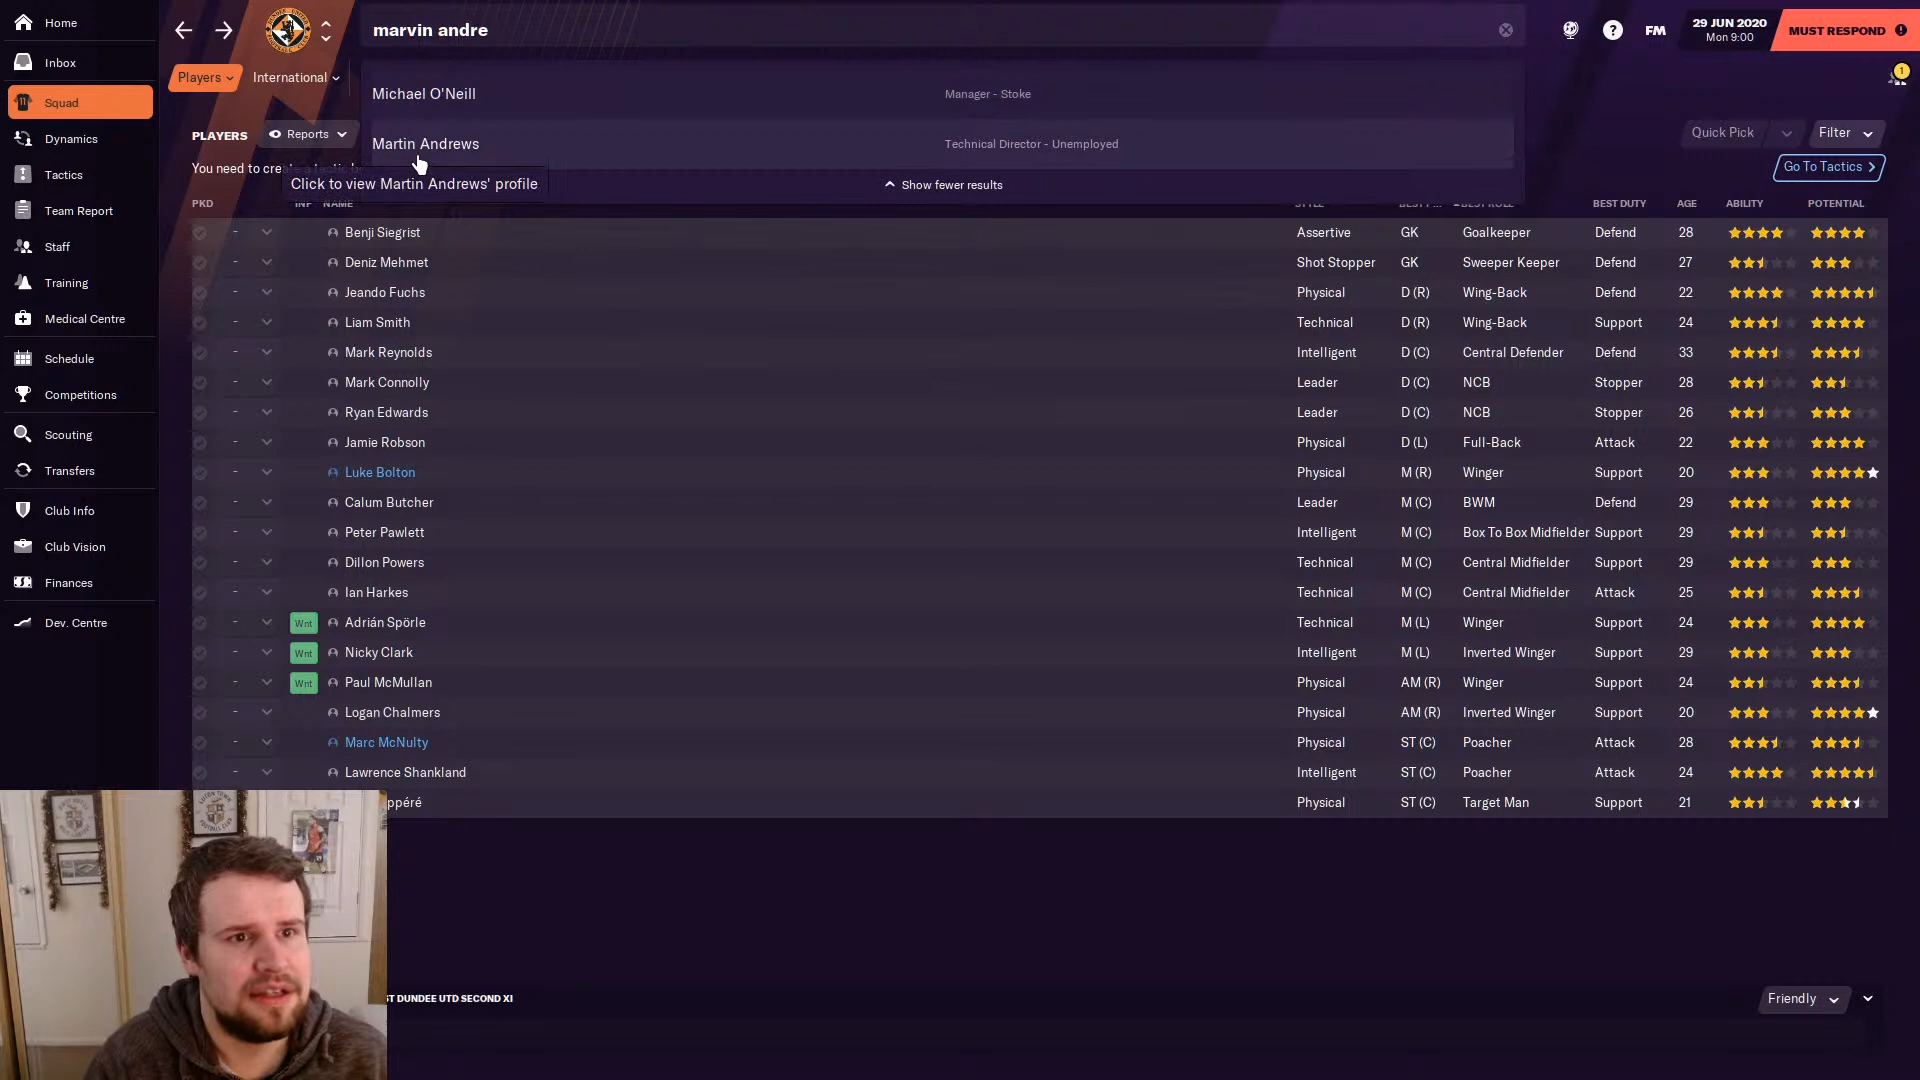 Home
marvin andre
FM
29 JUN 2020
Mon 9:00
MUST RESPOND
Inbox
Players
International
1
Michael O'Neill Manager - Stoke
Squad
PLAYERS Reports
Quick Pick Filter
Dynamics
Martin Andrews Technical Director - Unemployed
You need to create a tactic b
Go To Tactics
Tactics
Click to view Martin Andrews' profile
Show fewer results
PKD INF NAME STYLE BEST ROLE BEST DUTY AGE ABILITY POTENTIAL
Team Report
Benji Siegrist Assertive GK Goalkeeper Defend 28
Staff
Deniz Mehmet Shot Stopper GK Sweeper Keeper Defend 27
Training
Jeando Fuchs Physical D (R) Wing-Back Defend 22
Medical Centre
Liam Smith Technical D (R) Wing-Back Support 24
Schedule
Mark Reynolds Intelligent D (C) Central Defender Defend 33
Mark Connolly Leader D (C) NCB Stopper 28
Competitions
Ryan Edwards Leader D (C) NCB Stopper 26
Scouting
Jamie Robson Physical D (L) Full-Back Attack 22
Transfers
Luke Bolton Physical M (R) Winger Support 20
Calum Butcher Leader M (C) BWM Defend 29
Club Info
Peter Pawlett Intelligent M (C) Box To Box Midfielder Support 29
Club Vision
Dillon Powers Technical M (C) Central Midfielder Support 29
Finances
Ian Harkes Technical M (C) Central Midfielder Attack 25
Dev. Centre
Wnt Adrián Spörle Technical M (L) Winger Support 24
Wnt Nicky Clark Intelligent M (L) Inverted Winger Support 29
Wnt Paul McMullan Physical AM (R) Winger Support 24
Logan Chalmers Physical AM (R) Inverted Winger Support 20
Marc McNulty Physical ST (C) Poacher Attack 28
Lawrence Shankland Intelligent ST (C) Poacher Attack 24
ppéré Physical ST (C) Target Man Support 21
ST DUNDEE UTD SECOND XI
Friendly